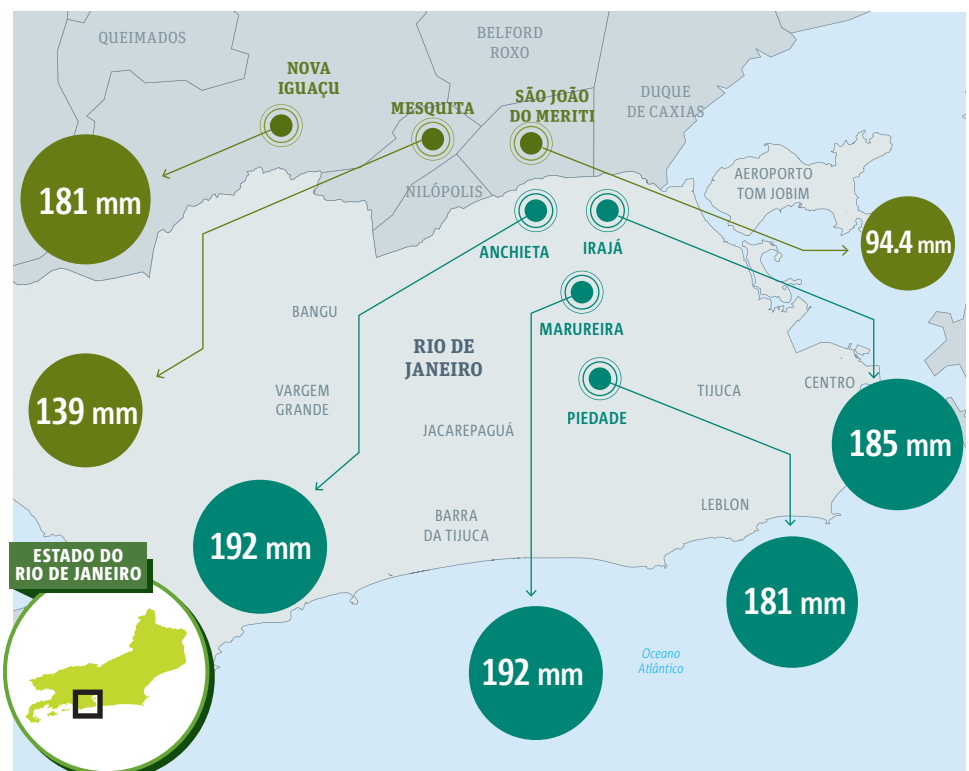 QUEIMADOS
BELFORD
ROXO
NOVA
IGUAÇU
MESQUITA
SÃO JOÃO
DO MERITI
DUQUE
DE CAXIAS
AEROPORTO
TOM JOBIM
NILÓPOLIS
181 mm
94.4 mm
ANCHIETA
IRAJÁ
BANGU
MARUREIRA
RIO DE
JANEIRO
VARGEM
GRANDE
TIJUCA
CENTRO
139 mm
PIEDADE
JACAREPAGUÁ
185 mm
LEBLON
BARRA
DA TIJUCA
192 mm
181 mm
192 mm
Oceano
Atlântico
ESTADO DO
RIO DE JANEIRO